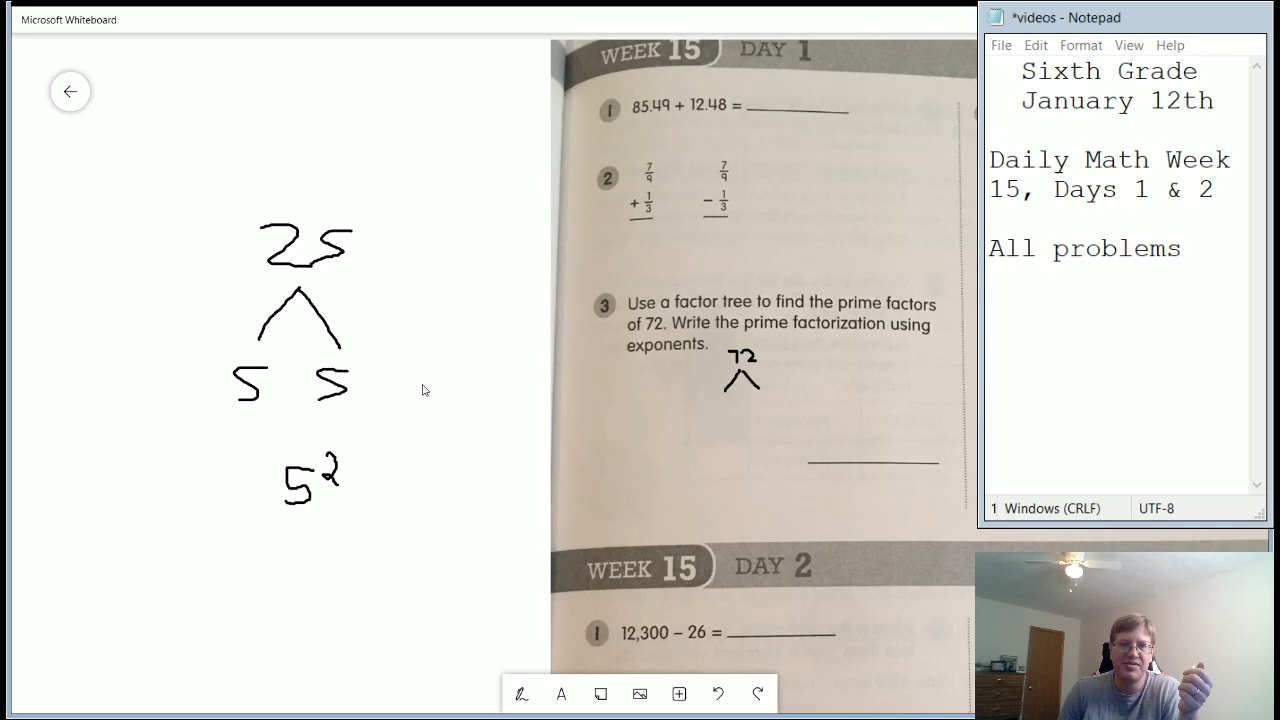 Microsoft Whiteboard
25
5 5
5²
WEEK 15 DAY 1
1 85.49 + 12.48 = ________
2 7/9 7/9
+ 1/3 − 1/3
3 Use a factor tree to find the prime factors
of 72. Write the prime factorization using
exponents.
72
WEEK 15 DAY 2
1 12,300 – 26 = ________
*videos - Notepad
File Edit Format View Help
Sixth Grade
January 12th
Daily Math Week
15, Days 1 & 2
All problems
1 Windows (CRLF) UTF-8